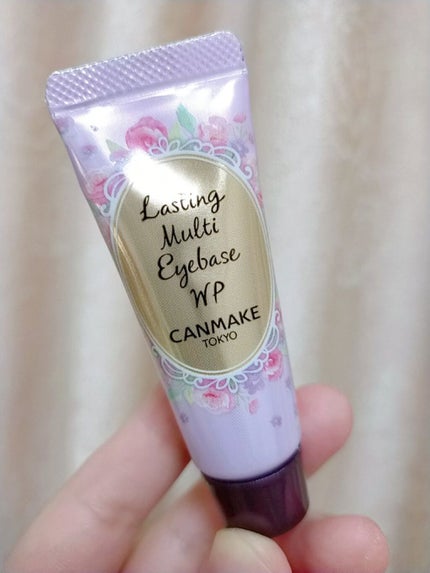 Lasting
Multi
Eyebase
WP
CANMAKE
TOKYO